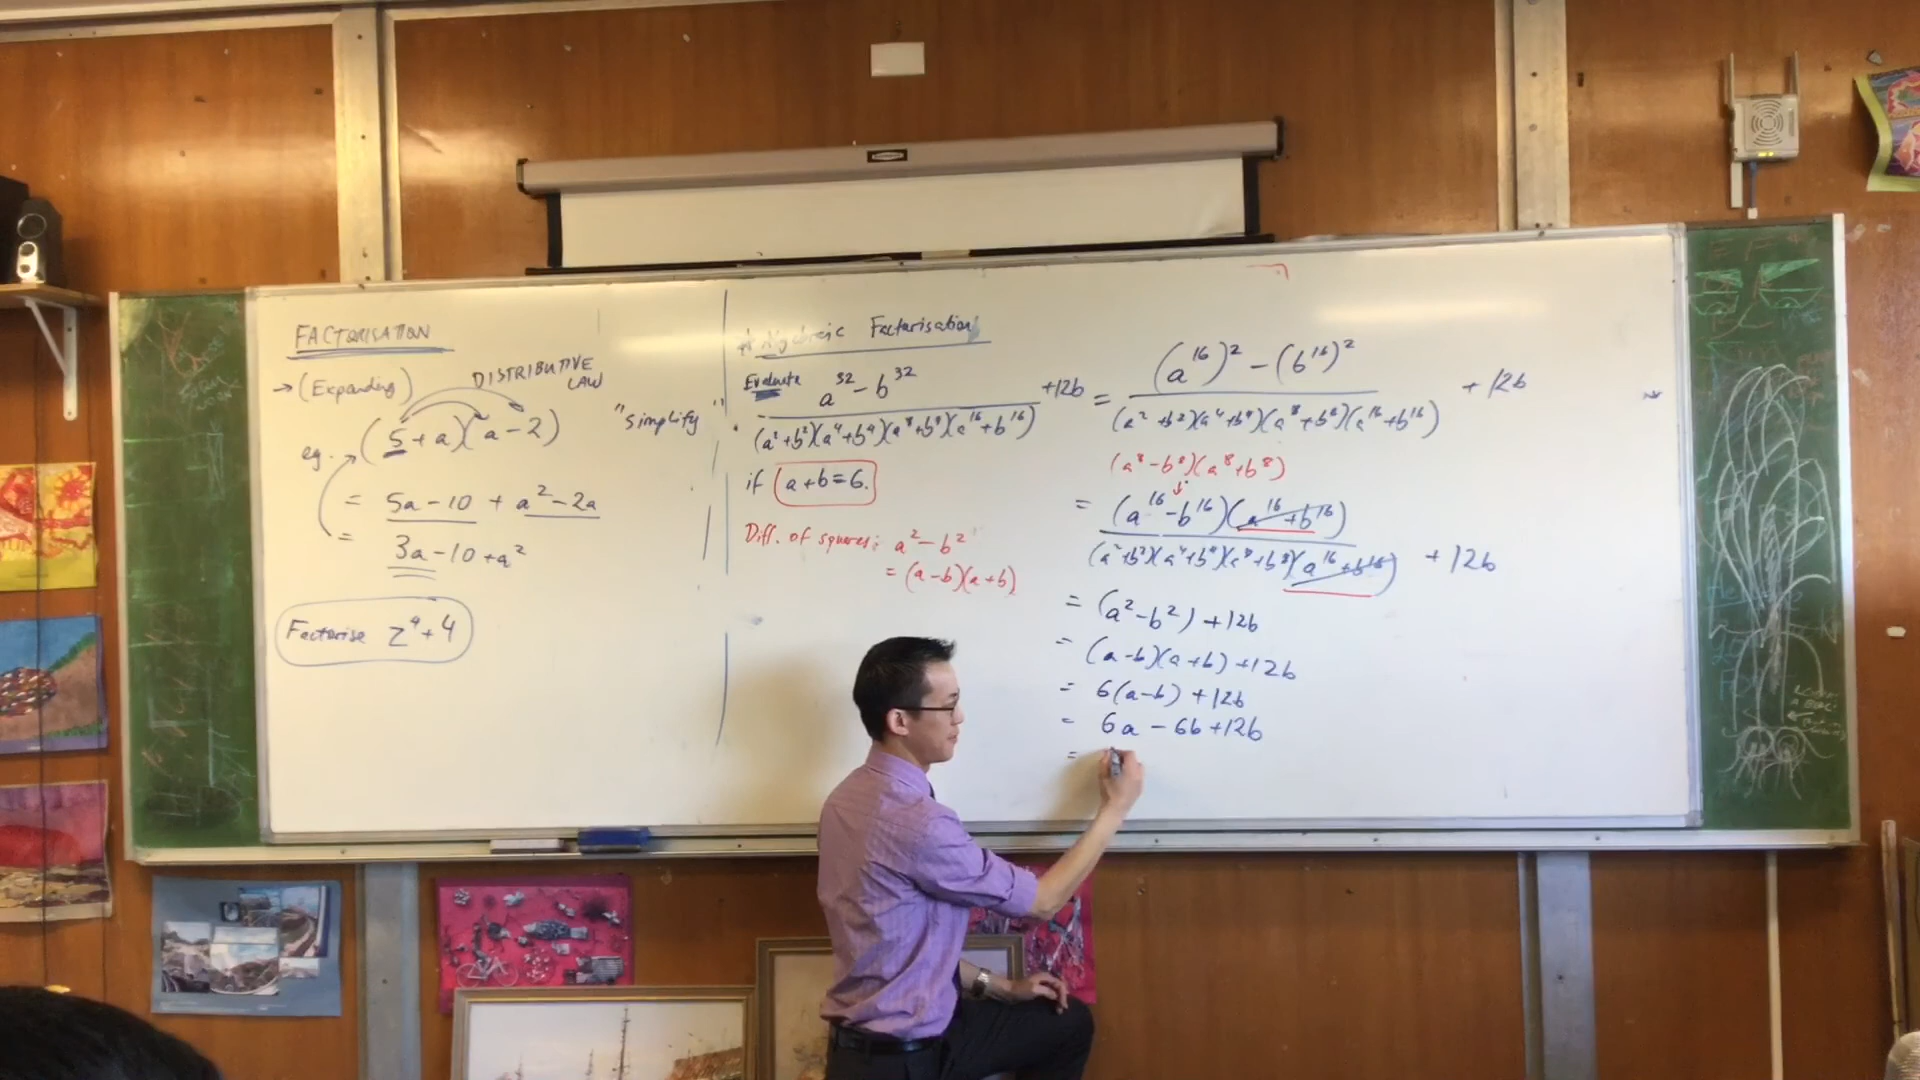 FACTORISATION
→ (Expanding)
DISTRIBUTIVE
LAW
eg. (5+a)(a-2)
= 5a-10 + a²-2a
= 3a-10+a²
Factorise z⁴+4
"simplify"
Algebraic Factorisation
Evaluate a³² - b³²
(a²+b²)(a⁴+b⁴)(a⁸+b⁸)(a¹⁶+b¹⁶) +12b
if a+b=6.
Diff. of squares: a²-b²
= (a-b)(a+b)
= (a¹⁶)² - (b¹⁶)²
(a²+b²)(a⁴+b⁴)(a⁸+b⁸)(a¹⁶+b¹⁶) +12b
(a⁸-b⁸)(a⁸+b⁸)
= (a¹⁶-b¹⁶)(a¹⁶+b¹⁶)
(a²+b²)(a⁴+b⁴)(a⁸+b⁸)(a¹⁶+b¹⁶) +12b
= (a²-b²)+12b
= (a-b)(a+b)+12b
= 6(a-b)+12b
= 6a-6b+12b
=